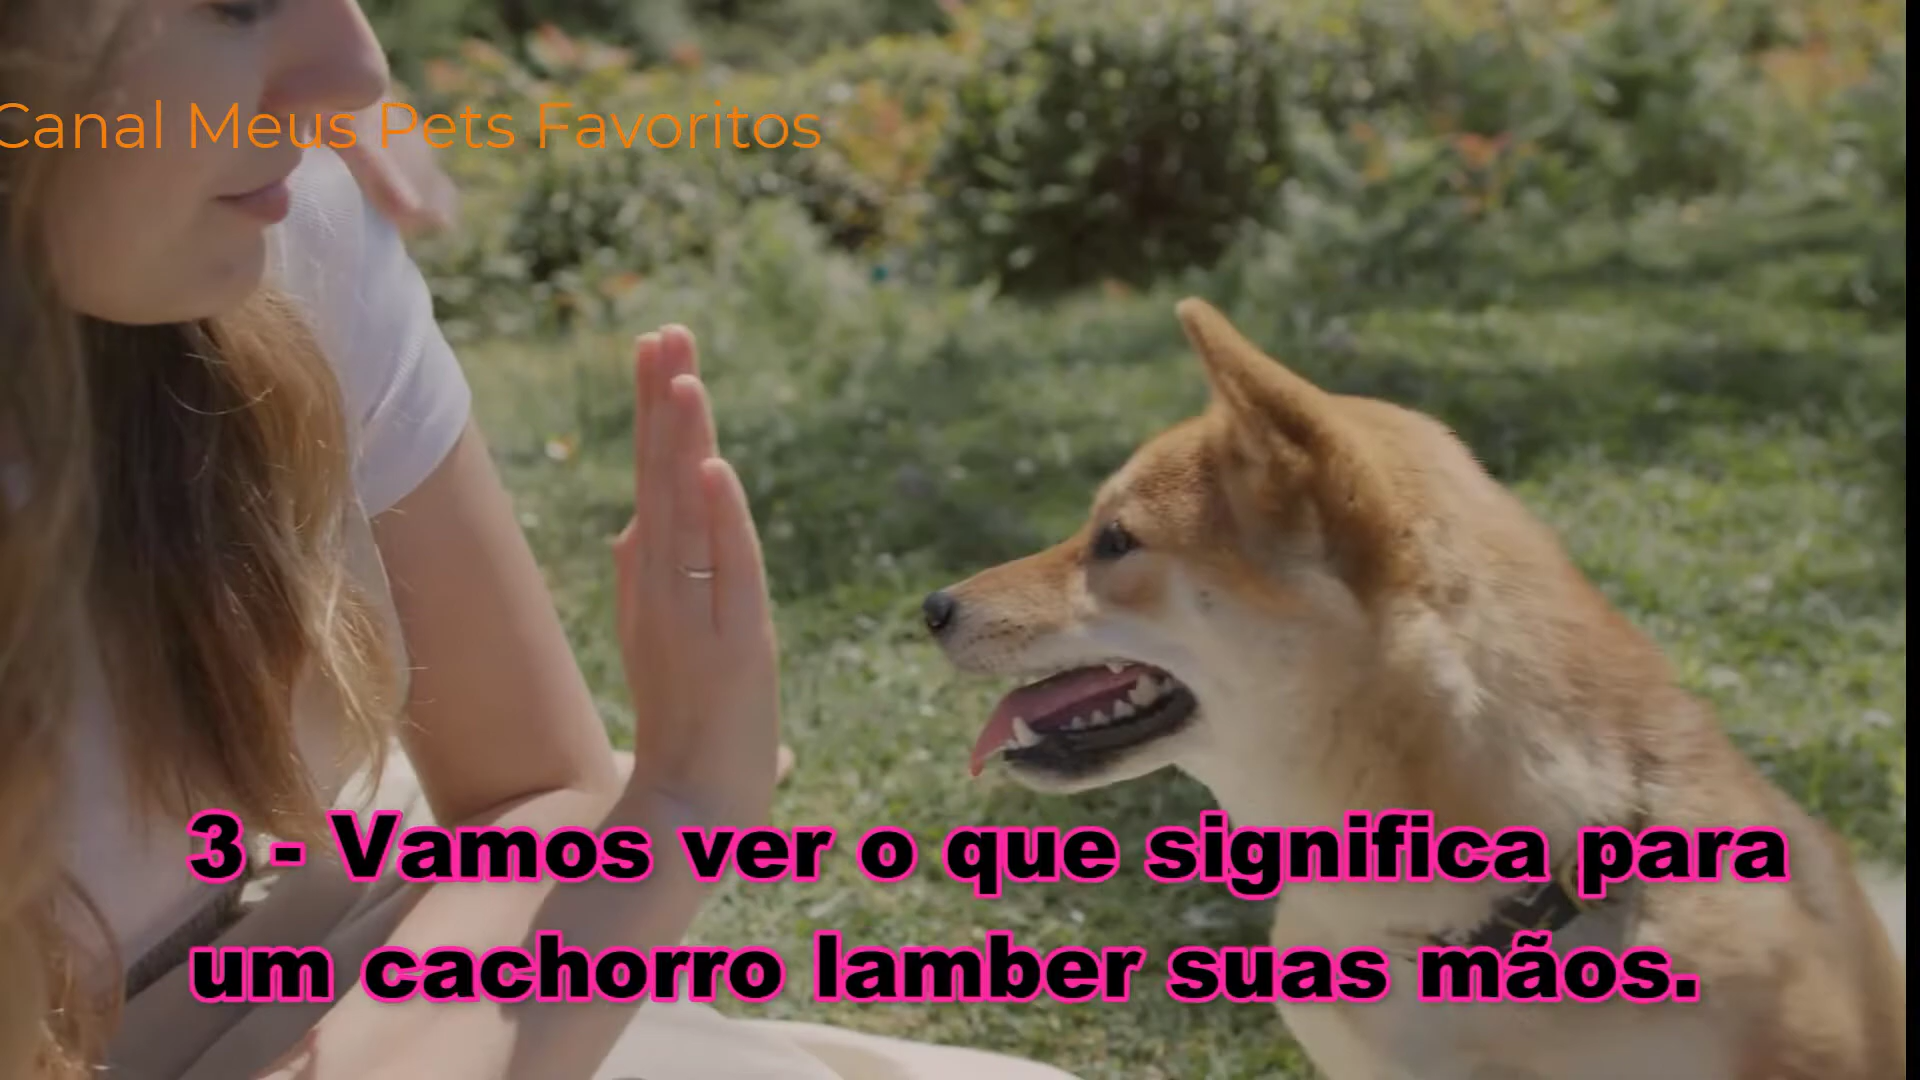 Canal Meus Pets Favoritos
3 - Vamos ver o que significa para
um cachorro lamber suas mãos.